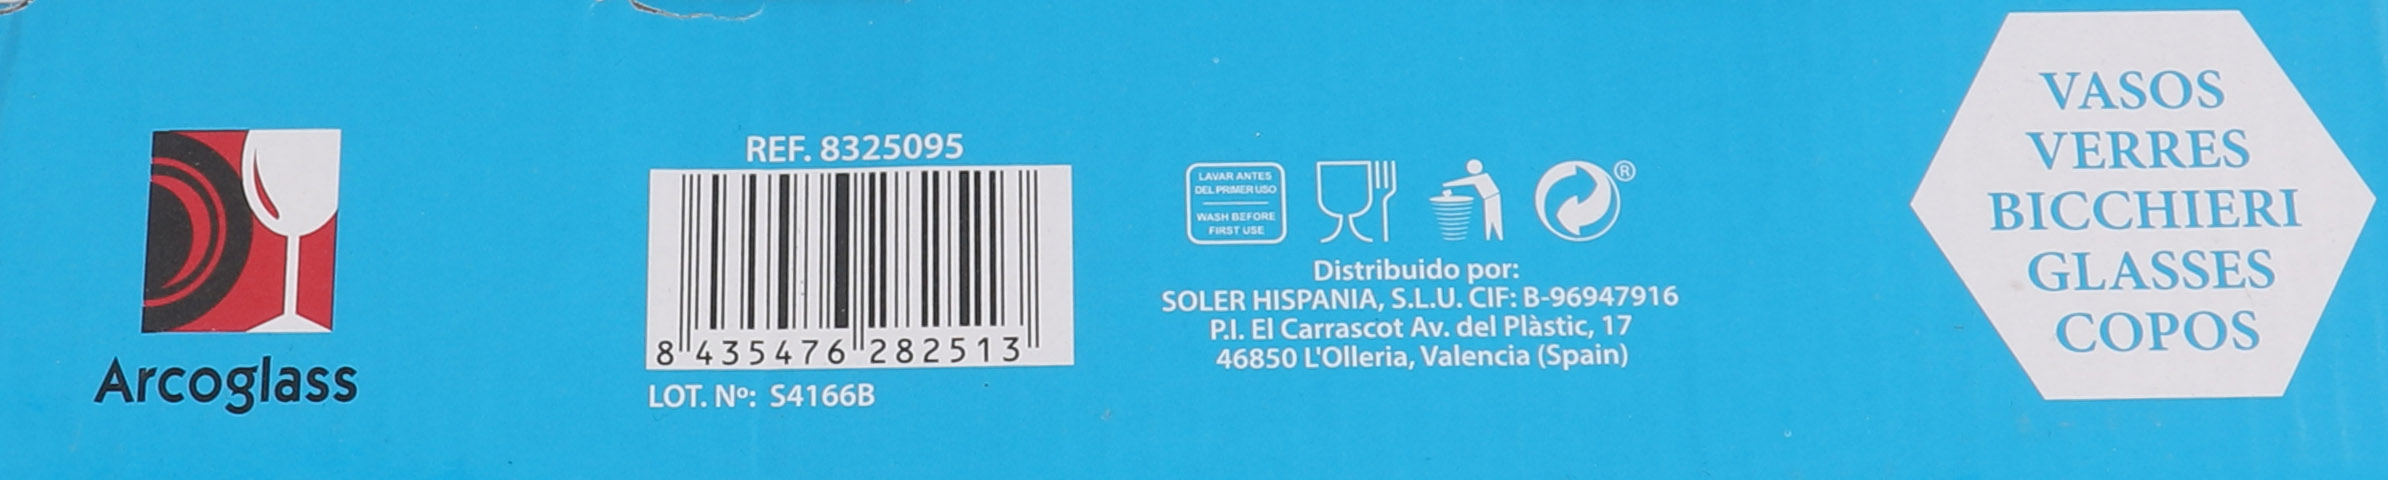 Arcoglass
REF. 8325095
8 435476 282513
LOT. Nº: S4166B
LAVAR ANTES
DEL PRIMER USO
WASH BEFORE
FIRST USE
®
Distribuido por:
SOLER HISPANIA, S.L.U. CIF: B-96947916
P.I. El Carrascot Av. del Plàstic, 17
46850 L'Olleria, Valencia (Spain)
VASOS
VERRES
BICCHIERI
GLASSES
COPOS